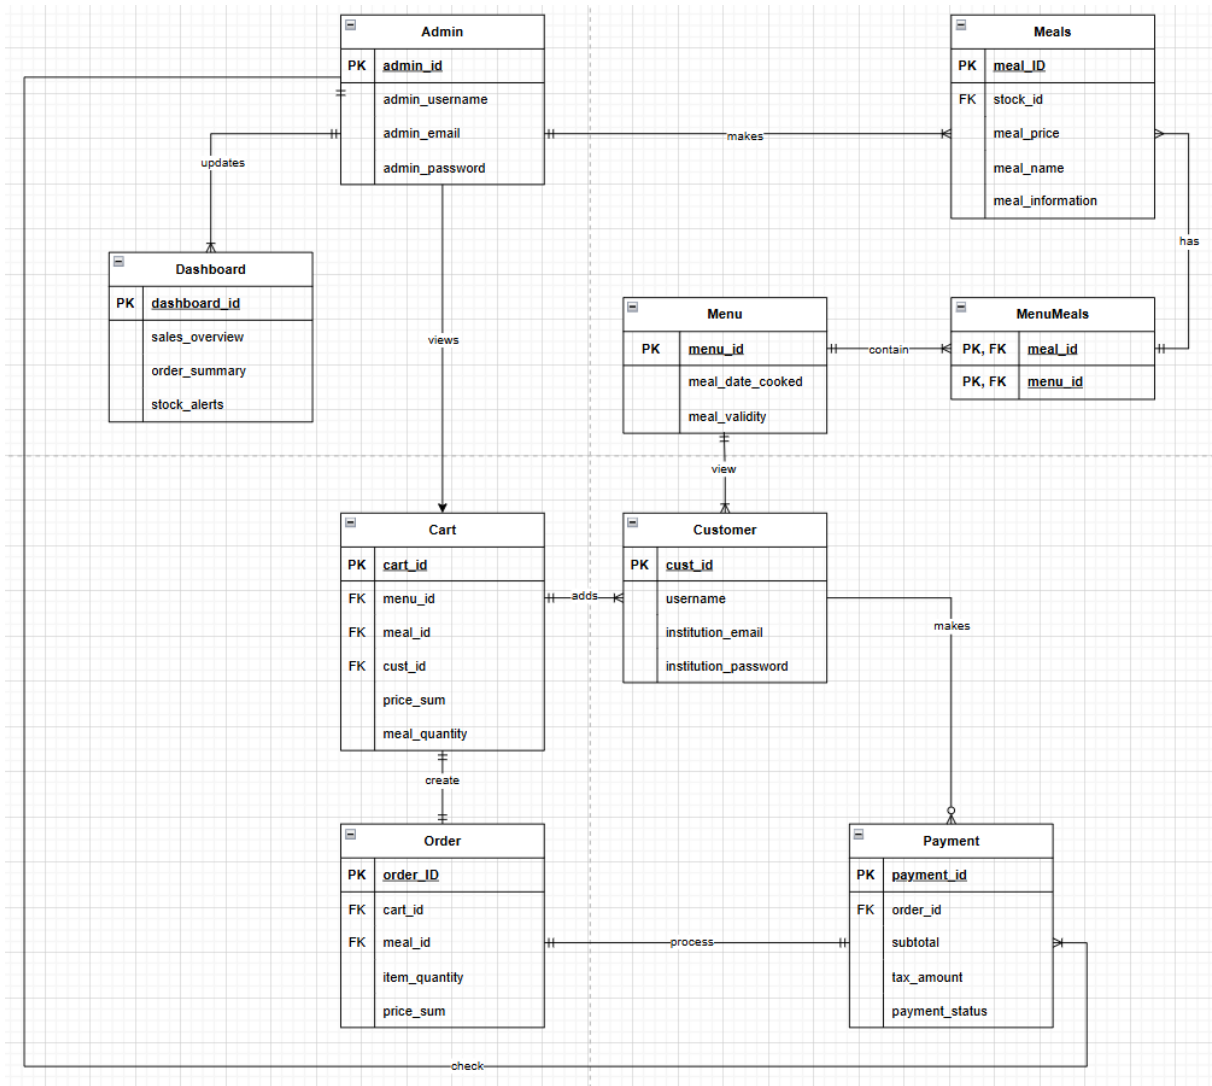 Admin
PK admin_id
admin_username
admin_email
admin_password
Meals
PK meal_ID
FK stock_id
meal_price
meal_name
meal_information
makes
updates
has
Dashboard
PK dashboard_id
sales_overview
order_summary
stock_alerts
views
Menu
PK menu_id
meal_date_cooked
meal_validity
contain
MenuMeals
PK, FK meal_id
PK, FK menu_id
view
Cart
PK cart_id
FK menu_id
FK meal_id
FK cust_id
price_sum
meal_quantity
adds
Customer
PK cust_id
username
institution_email
institution_password
makes
create
Order
PK order_ID
FK cart_id
FK meal_id
item_quantity
price_sum
process
Payment
PK payment_id
FK order_id
subtotal
tax_amount
payment_status
check